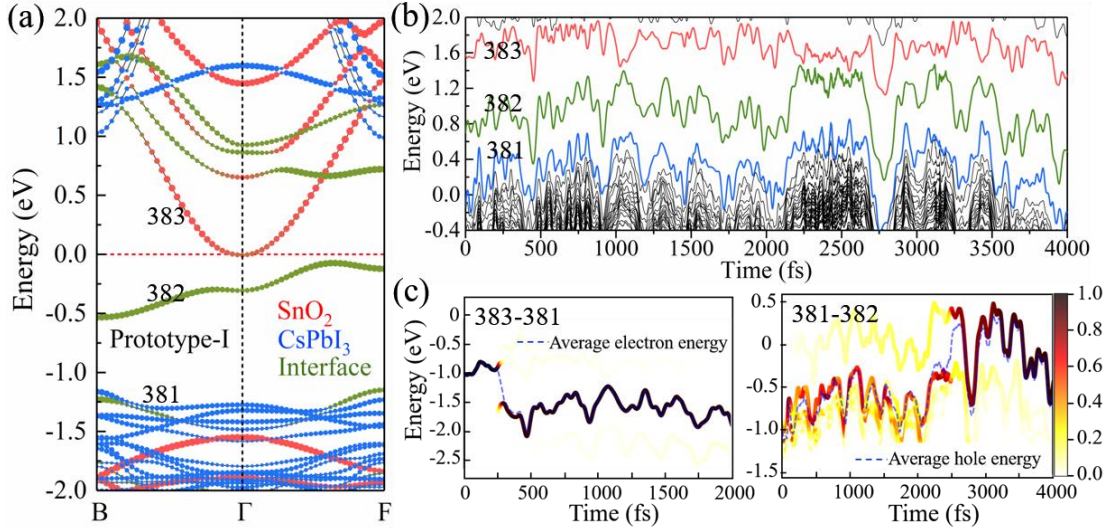 (a)
Energy (eV)
2.0
1.5
1.0
0.5
0.0
-0.5
-1.0
-1.5
-2.0
383
382
SnO2
CsPbI3
Prototype-I
Interface
381
B
Γ
F
(b)
Energy (eV)
2.0
1.6
1.2
0.8
0.4
0.0
-0.4
383
382
381
0 500 1000 1500 2000 2500 3000 3500 4000
Time (fs)
(c)
Energy (eV)
0
-0.5
-1.0
-1.5
-2.0
-2.5
383-381
Average electron energy
0 500 1000 1500 2000
Time (fs)
0.5
0
-0.5
-1.0
-1.5
381-382
Average hole energy
0 1000 2000 3000 4000
Time (fs)
1.0
0.8
0.6
0.4
0.2
0.0